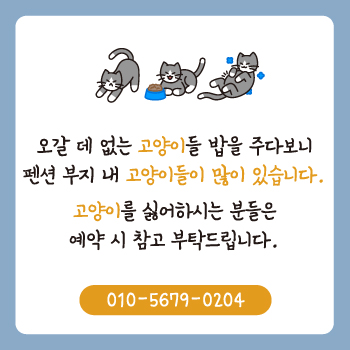 오갈 데 없는 고양이들 밥을 주다보니
펜션 부지 내 고양이들이 많이 있습니다.
고양이를 싫어하시는 분들은
예약 시 참고 부탁드립니다.
010-5679-0204